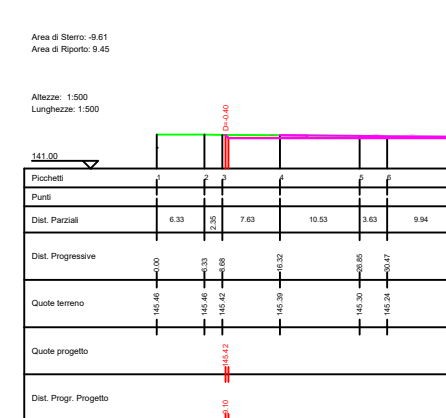 Area di Sterro: -9.61
Area di Riporto: 9.45
Altezze: 1:500
Lunghezze: 1:500
D=-0.40
141.00
Picchetti 1 2 3 4 5 6
Punti
Dist. Parziali 6.33 2.35 7.63 10.53 3.63 9.94
Dist. Progressive 0.00 6.33 8.68 16.32 26.85 30.47
Quote terreno 145.46 145.46 145.42 145.39 145.30 145.24
Quote progetto 145.42
Dist. Progr. Progetto 9.10